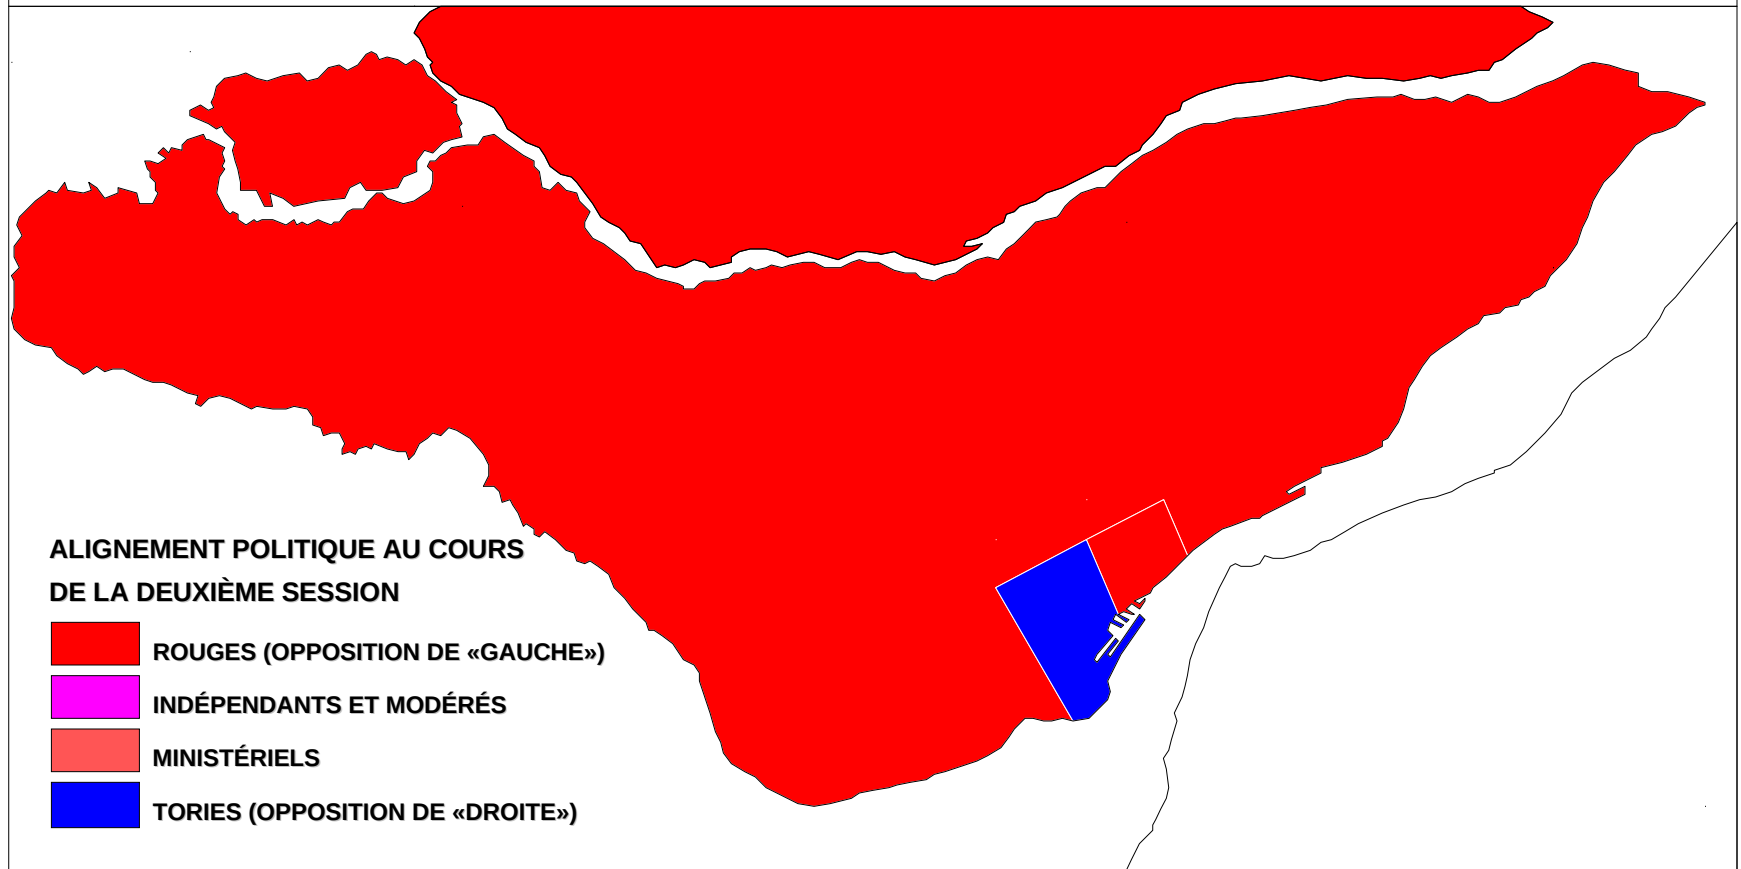 ALIGNEMENT POLITIQUE AU COURS
DE LA DEUXIÈME SESSION
ROUGES (OPPOSITION DE «GAUCHE»)
INDÉPENDANTS ET MODÉRÉS
MINISTÉRIELS
TORIES (OPPOSITION DE «DROITE»)